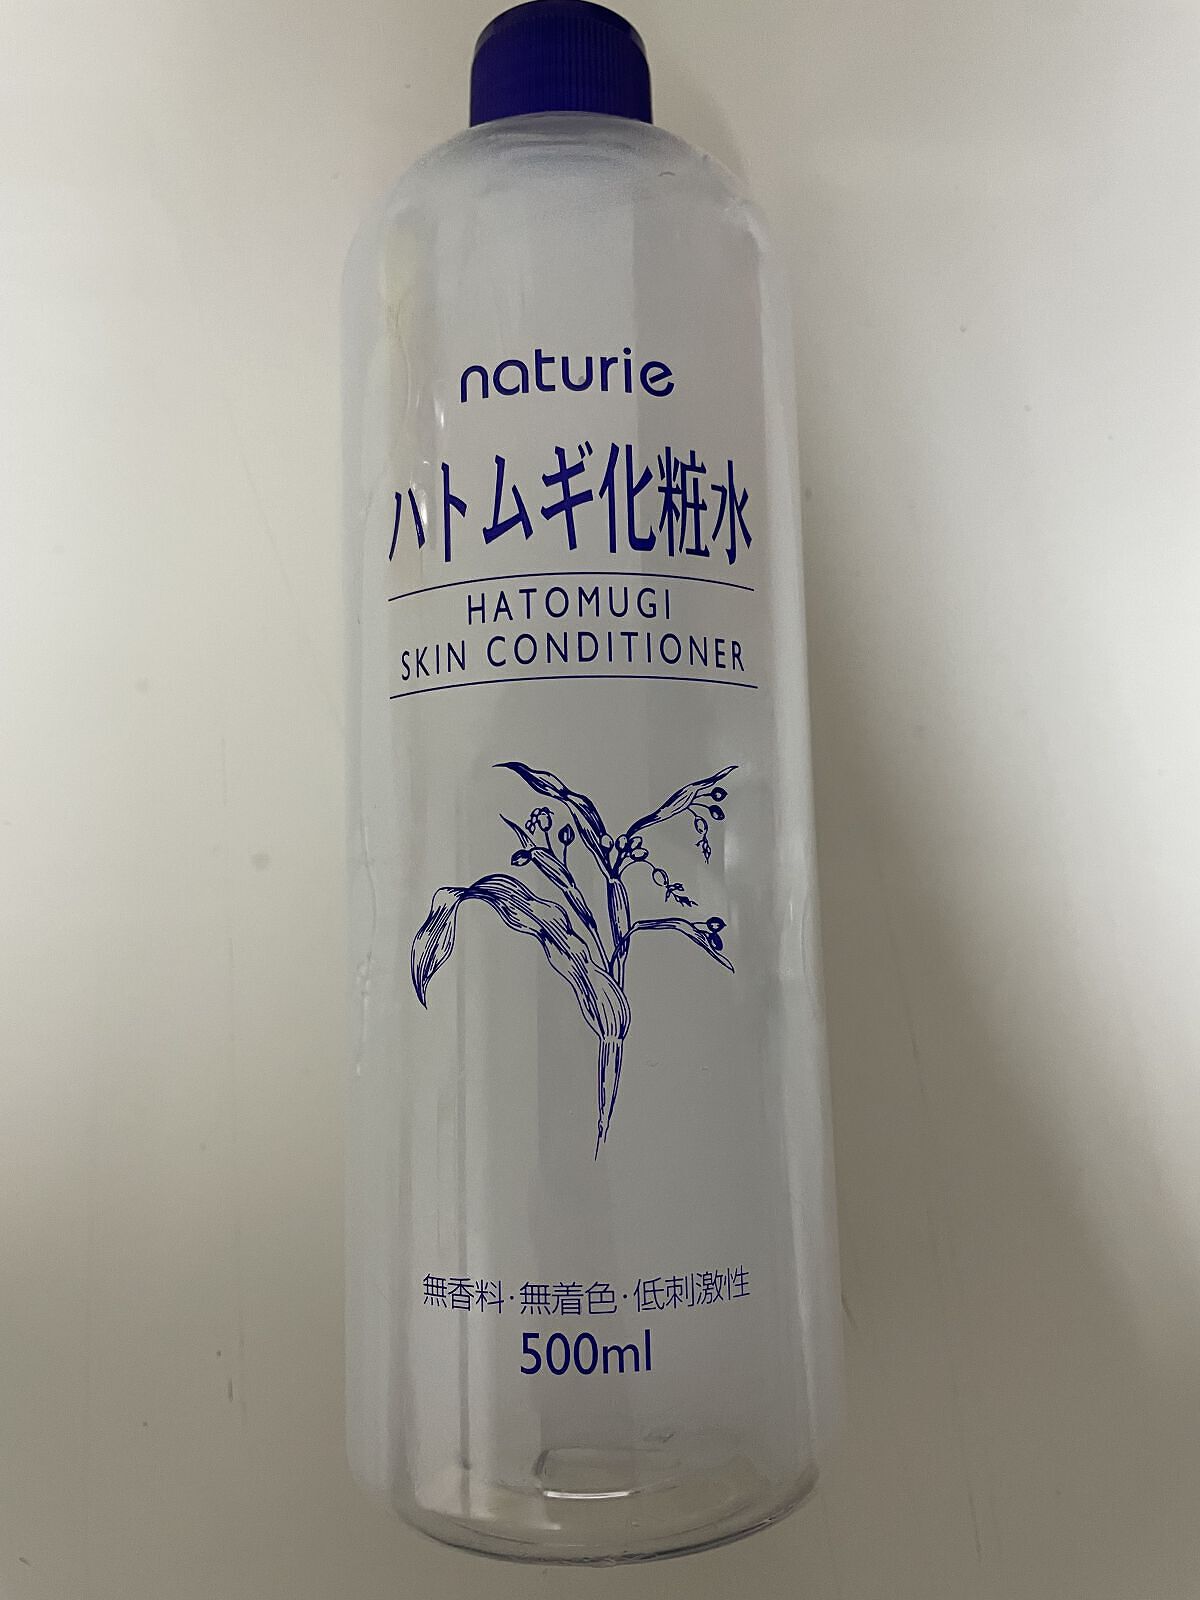 naturie
ハトムギ化粧水
HATOMUGI
SKIN CONDITIONER
無香料・無着色・低刺激性
500ml